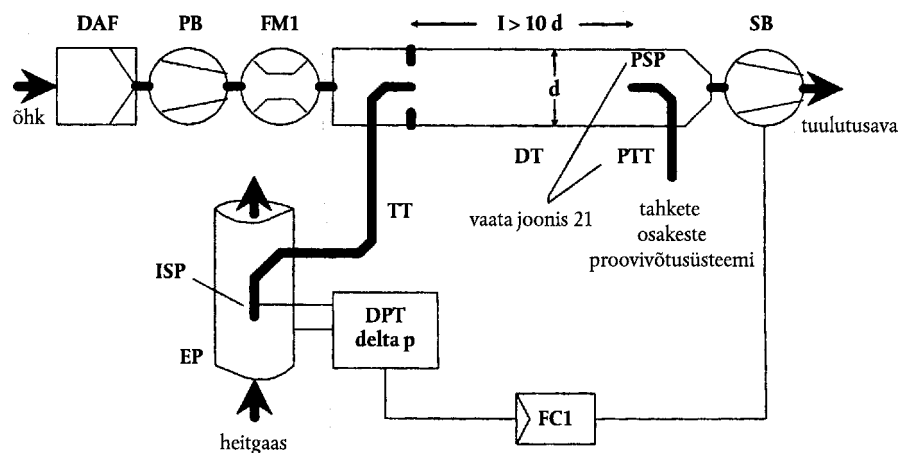 DAF
PB
FM1
l > 10 d
SB
õhk
d
PSP
tuulutusava
DT
PTT
TT
vaata joonis 21
tahkete
osakeste
proovivõtusüsteemi
ISP
DPT
delta p
EP
FC1
heitgaas